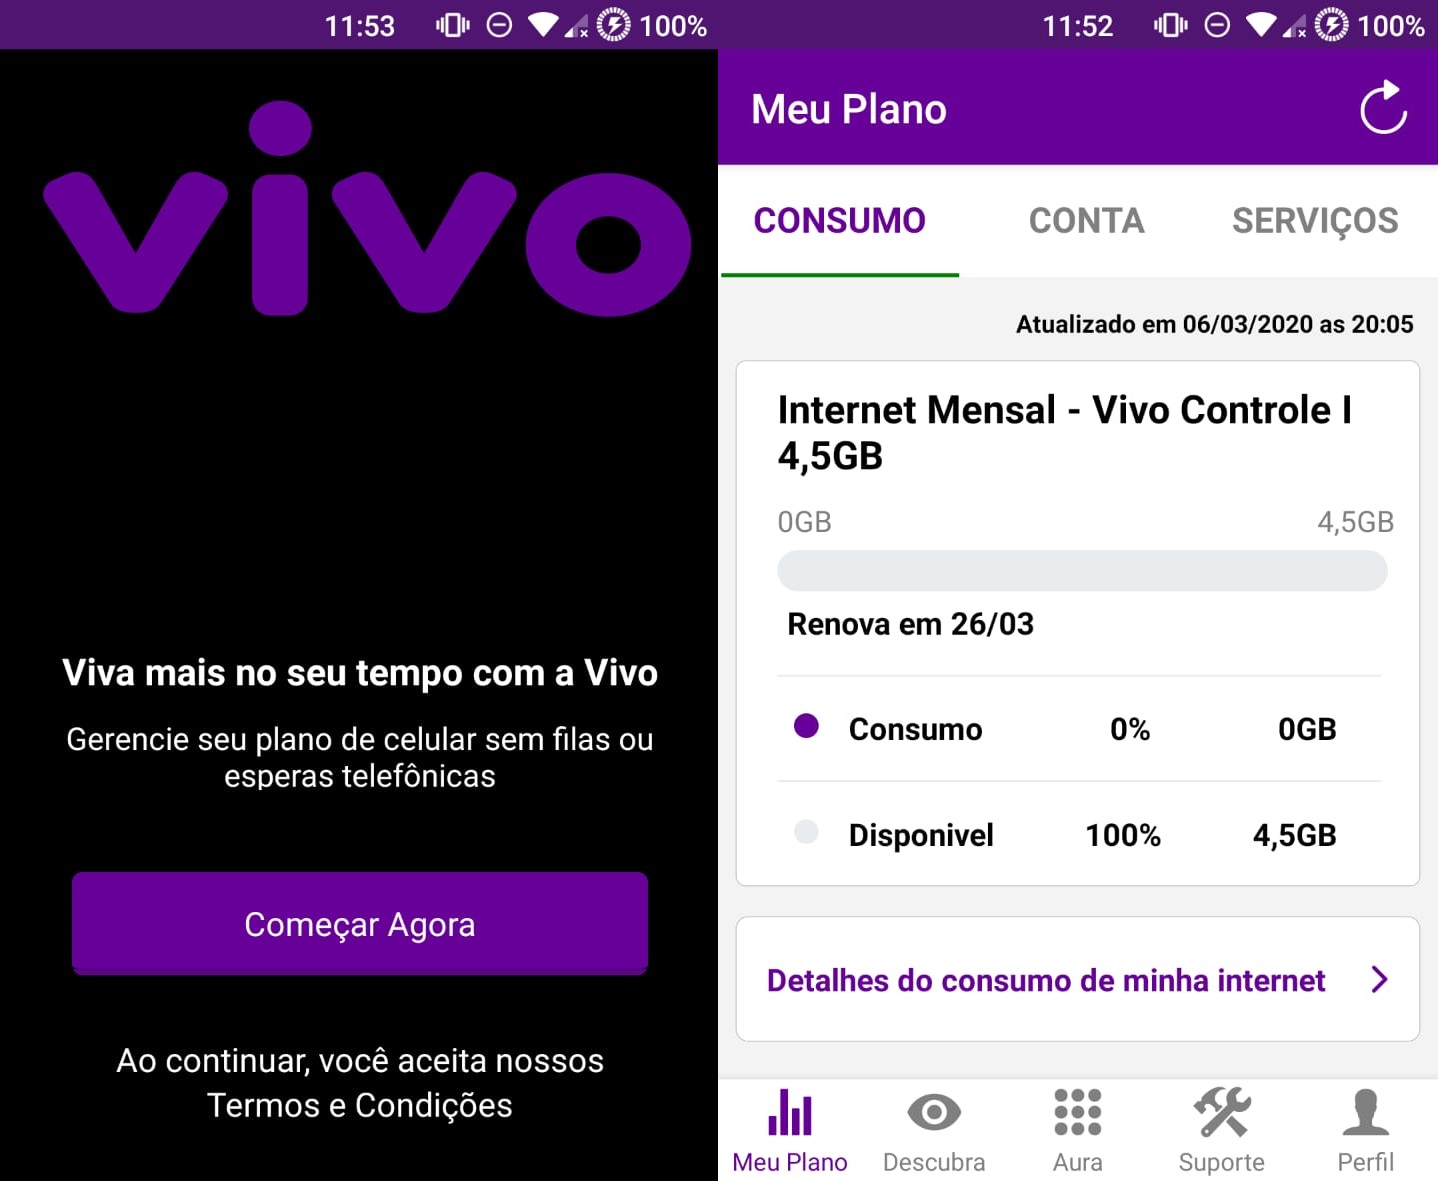 11:53
100%
vivo
Viva mais no seu tempo com a Vivo
Gerencie seu plano de celular sem filas ou
esperas telefônicas
Começar Agora
Ao continuar, você aceita nossos
Termos e Condições
11:52
100%
Meu Plano
CONSUMO CONTA SERVIÇOS
Atualizado em 06/03/2020 as 20:05
Internet Mensal - Vivo Controle I
4,5GB
0GB 4,5GB
Renova em 26/03
Consumo 0% 0GB
Disponivel 100% 4,5GB
Detalhes do consumo de minha internet
Meu Plano Descubra Aura Suporte Perfil